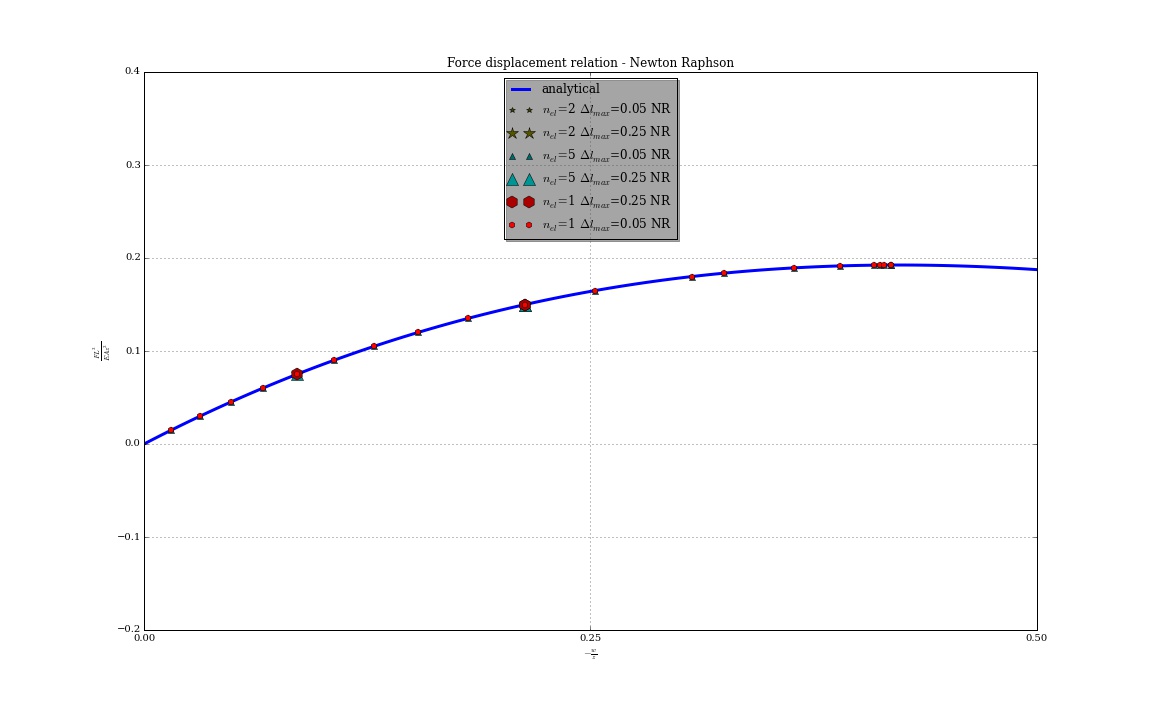 Force displacement relation - Newton Raphson
0.4
analytical
n_el=2 Δl_max=0.05 NR
n_el=2 Δl_max=0.25 NR
n_el=5 Δl_max=0.05 NR
0.3
n_el=5 Δl_max=0.25 NR
n_el=1 Δl_max=0.25 NR
n_el=1 Δl_max=0.05 NR
0.2
0.1
0.0
−0.1
−0.2
0.00
0.25
0.50